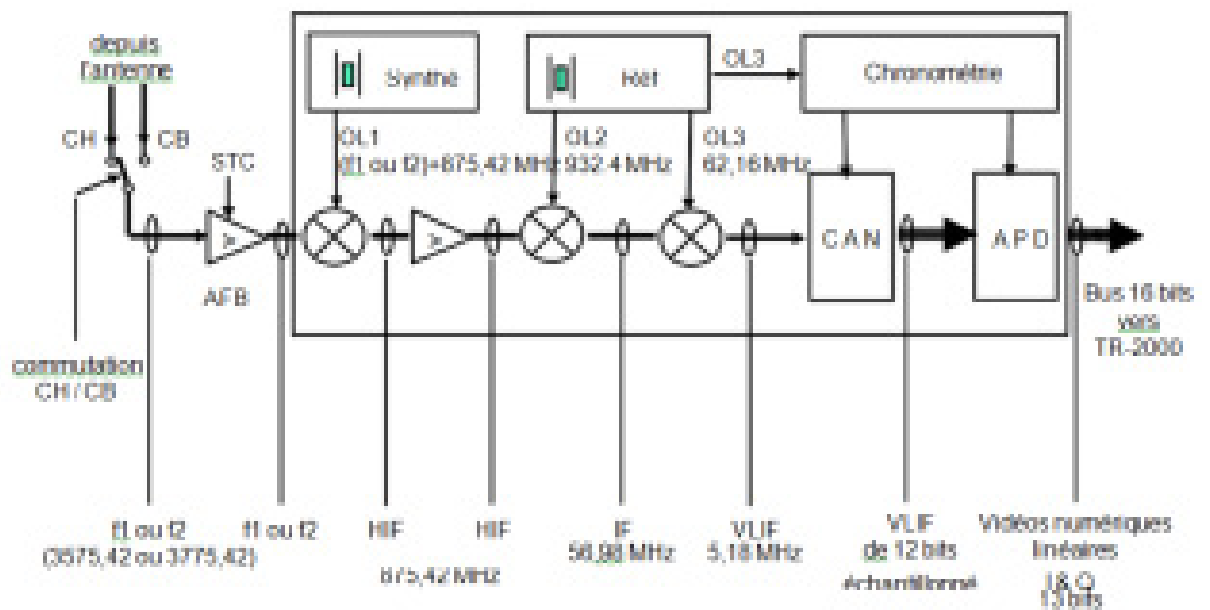 depuis
l'antenne
CH
CB
STC
AFB
commutation
CH / CB
Synthé
Réf
OL3
Chronométrie
OL1
(f1 ou f2)+875,42 MHz
OL2
932.4 MHz
OL3
62,16 MHz
CAN
APD
Bus 16 bits
vers
TR-2000
f1 ou f2
(3675,42 ou 3775,42)
f1 ou f2
HIF
HIF
875,42 MHz
IF
56,98 MHz
VLIF
5,18 MHz
VLIF
de 12 bits
échantillonné
Vidéos numériques
linéaires
I & Q
13 bits